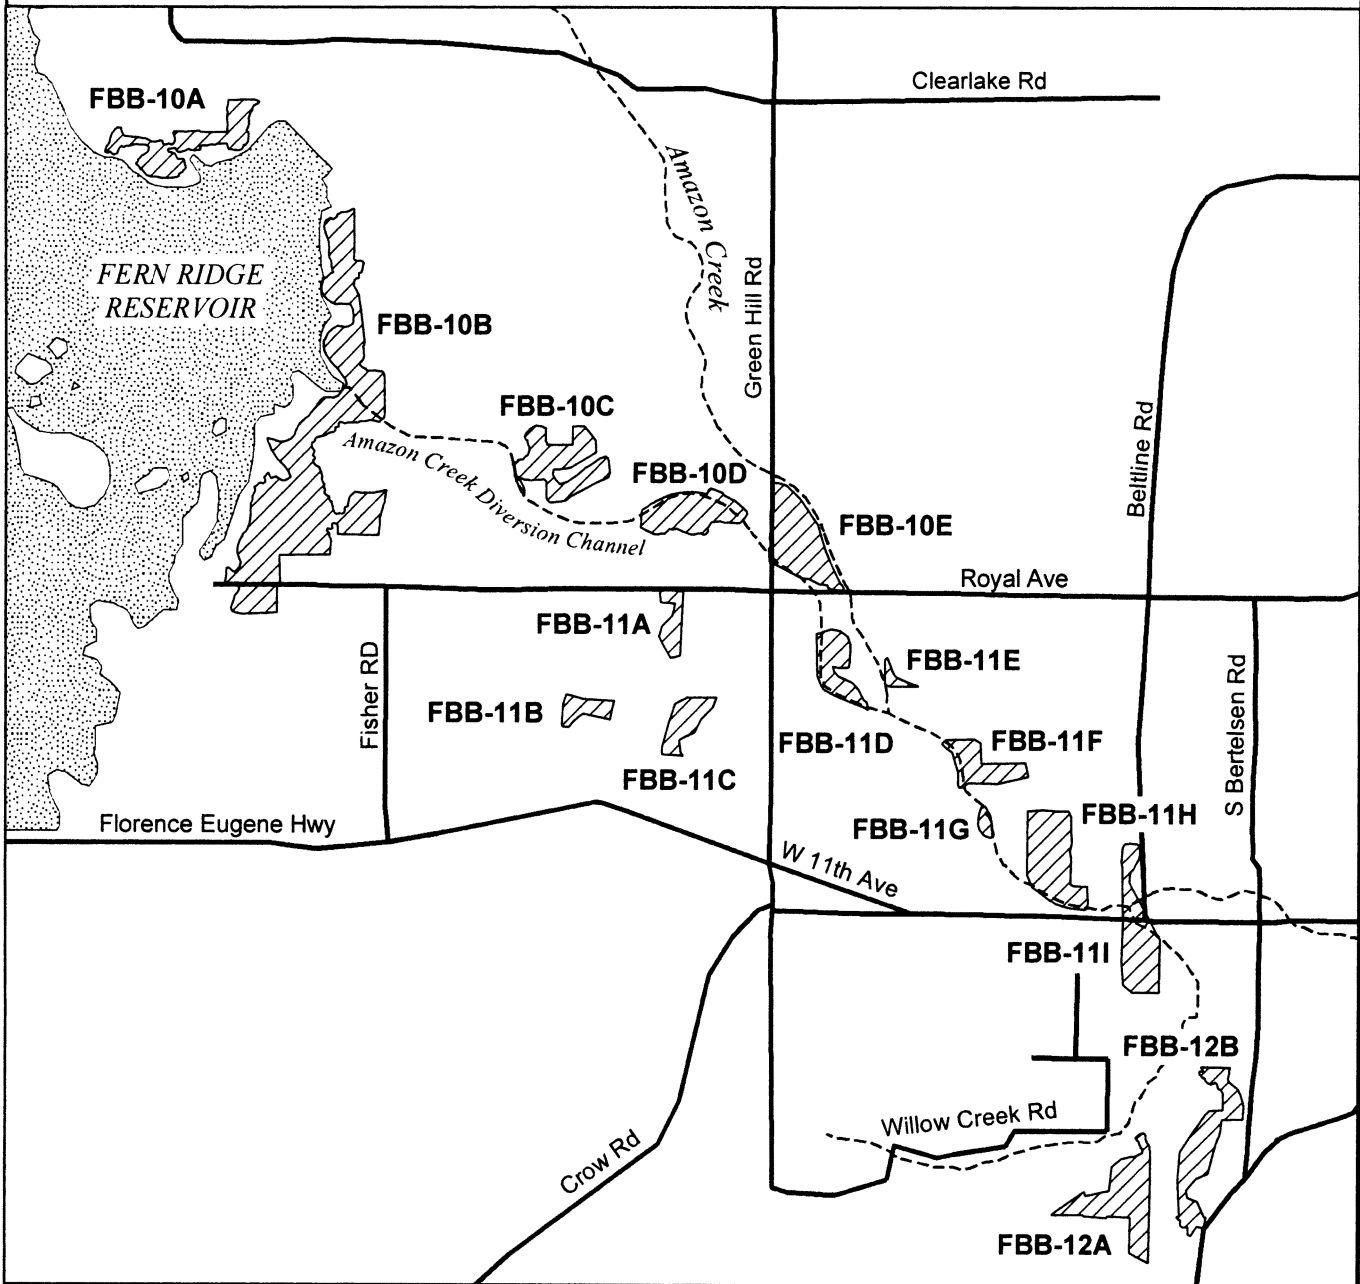 Clearlake Rd
FBB-10A
Amazon Creek
FERN RIDGE
RESERVOIR
Green Hill Rd
FBB-10B
FBB-10C
Beltline Rd
Amazon Creek Diversion Channel
FBB-10D
FBB-10E
Royal Ave
FBB-11A
Fisher RD
FBB-11E
S Bertelsen Rd
FBB-11B
FBB-11D
FBB-11F
FBB-11C
Florence Eugene Hwy
FBB-11G
FBB-11H
W 11th Ave
FBB-11I
FBB-12B
Willow Creek Rd
Crow Rd
FBB-12A